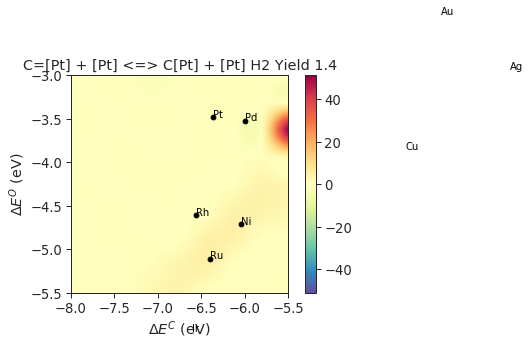 Au
Ag
C=[Pt] + [Pt] <=> C[Pt] + [Pt] H2 Yield 1.4
−3.0
−3.5
−4.0
−4.5
−5.0
−5.5
ΔE^O (eV)
Pt
Pd
Rh
Ni
Ru
40
20
0
−20
−40
Cu
−8.0 −7.5 −7.0 −6.5 −6.0 −5.5
ΔE^C (eV)
Ir